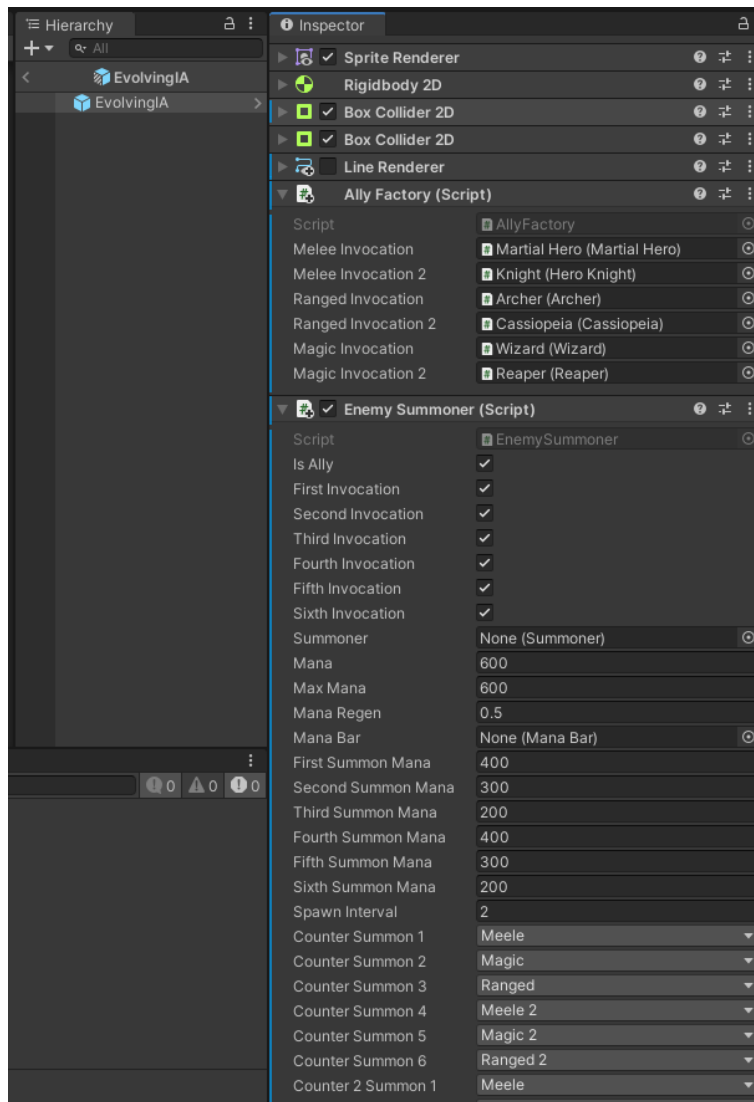 Hierarchy
All
EvolvingIA
EvolvingIA
0 0 0
Inspector
Sprite Renderer
Rigidbody 2D
Box Collider 2D
Box Collider 2D
Line Renderer
Ally Factory (Script)
Script AllyFactory
Melee Invocation Martial Hero (Martial Hero)
Melee Invocation 2 Knight (Hero Knight)
Ranged Invocation Archer (Archer)
Ranged Invocation 2 Cassiopeia (Cassiopeia)
Magic Invocation Wizard (Wizard)
Magic Invocation 2 Reaper (Reaper)
Enemy Summoner (Script)
Script EnemySummoner
Is Ally
First Invocation
Second Invocation
Third Invocation
Fourth Invocation
Fifth Invocation
Sixth Invocation
Summoner None (Summoner)
Mana 600
Max Mana 600
Mana Regen 0.5
Mana Bar None (Mana Bar)
First Summon Mana 400
Second Summon Mana 300
Third Summon Mana 200
Fourth Summon Mana 400
Fifth Summon Mana 300
Sixth Summon Mana 200
Spawn Interval 2
Counter Summon 1 Meele
Counter Summon 2 Magic
Counter Summon 3 Ranged
Counter Summon 4 Meele 2
Counter Summon 5 Magic 2
Counter Summon 6 Ranged 2
Counter 2 Summon 1 Meele